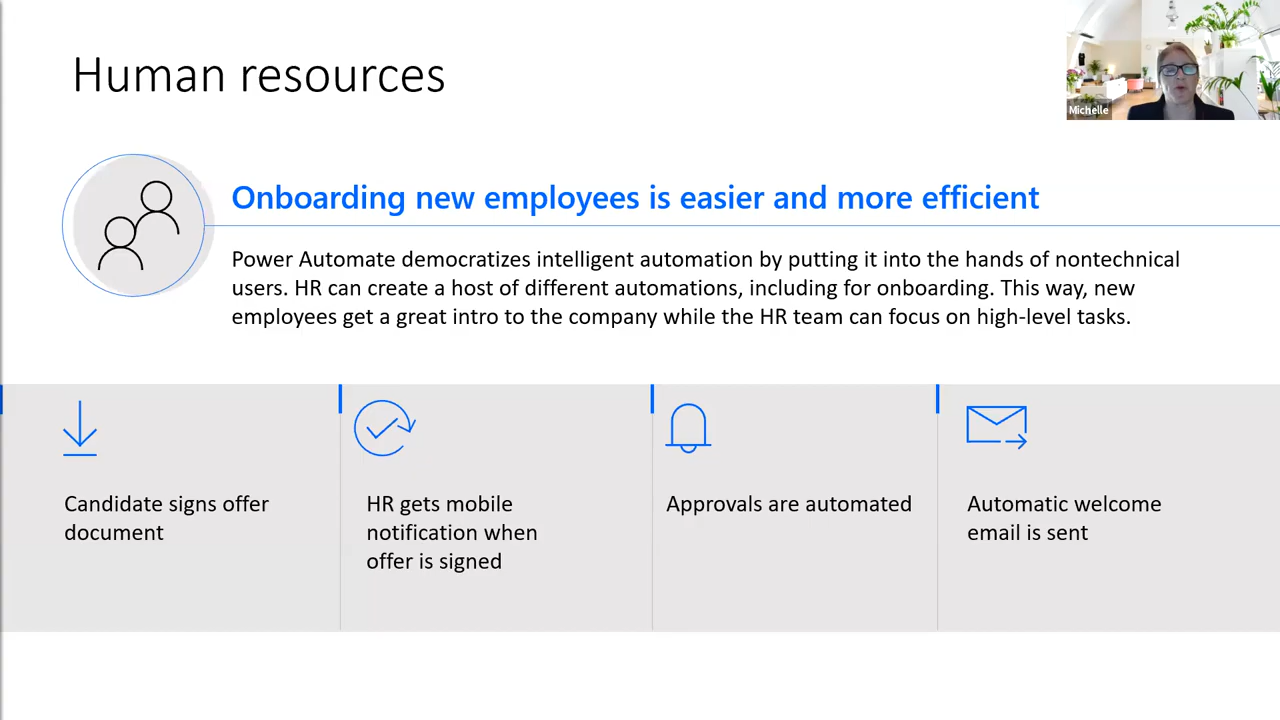 Human resources
Michelle
Onboarding new employees is easier and more efficient
Power Automate democratizes intelligent automation by putting it into the hands of nontechnical
users. HR can create a host of different automations, including for onboarding. This way, new
employees get a great intro to the company while the HR team can focus on high-level tasks.
Candidate signs offer
document
HR gets mobile
notification when
offer is signed
Approvals are automated
Automatic welcome
email is sent